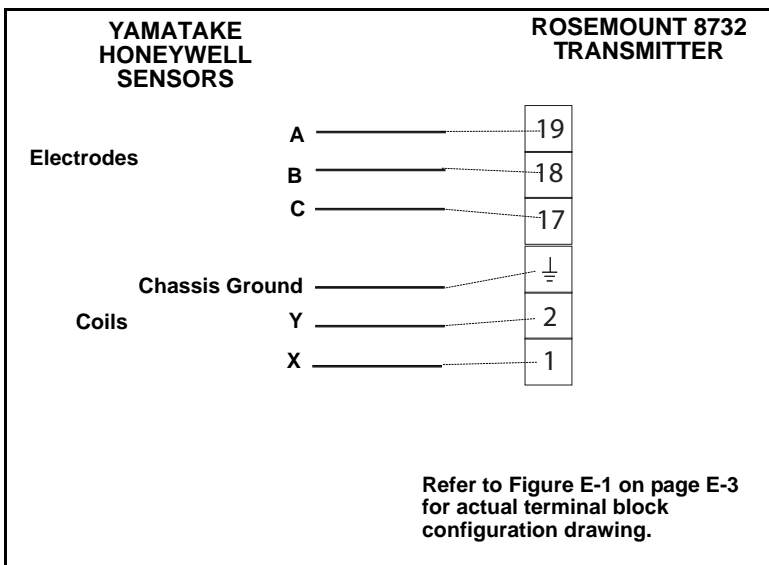 YAMATAKE
HONEYWELL
SENSORS
ROSEMOUNT 8732
TRANSMITTER
Electrodes
A
19
B
18
C
17
Chassis Ground
Coils
Y
2
X
1
Refer to Figure E-1 on page E-3
for actual terminal block
configuration drawing.